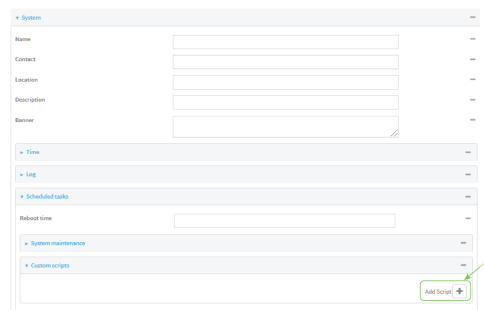 System
Name
Contact
Location
Description
Banner
Time
Log
Scheduled tasks
Reboot time
System maintenance
Custom scripts
Add Script